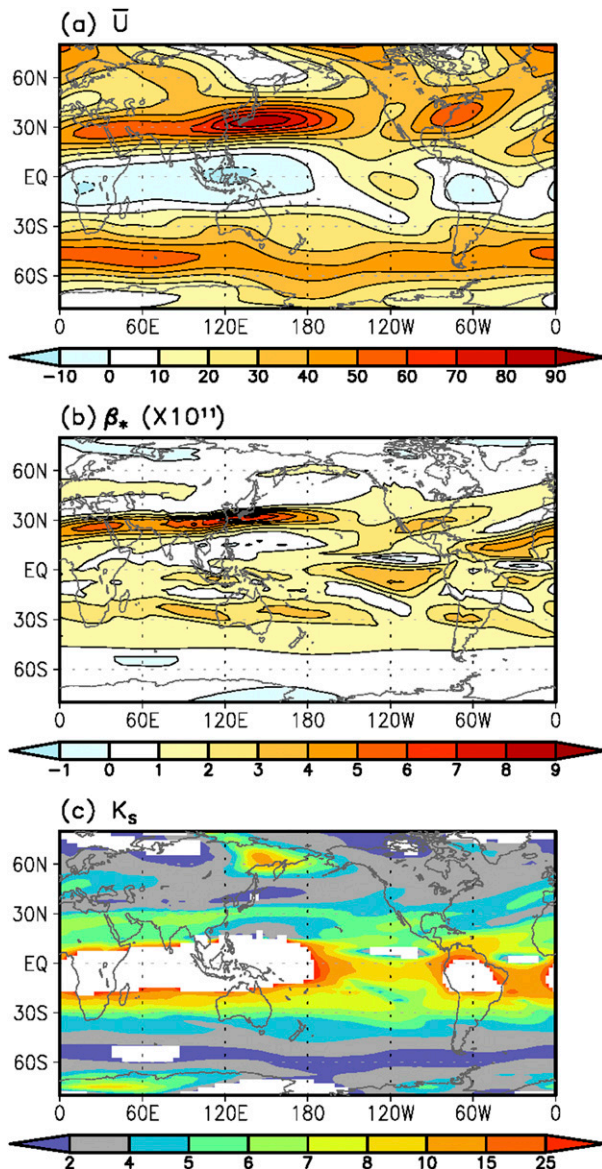 (a) U̅
60N
30N
EQ
30S
60S
0 60E 120E 180 120W 60W 0
−10 0 10 20 30 40 50 60 70 80 90
(b) β* (X10¹¹)
60N
30N
EQ
30S
60S
0 60E 120E 180 120W 60W 0
−1 0 1 2 3 4 5 6 7 8 9
(c) Kₛ
60N
30N
EQ
30S
60S
0 60E 120E 180 120W 60W 0
2 4 5 6 7 8 10 15 25